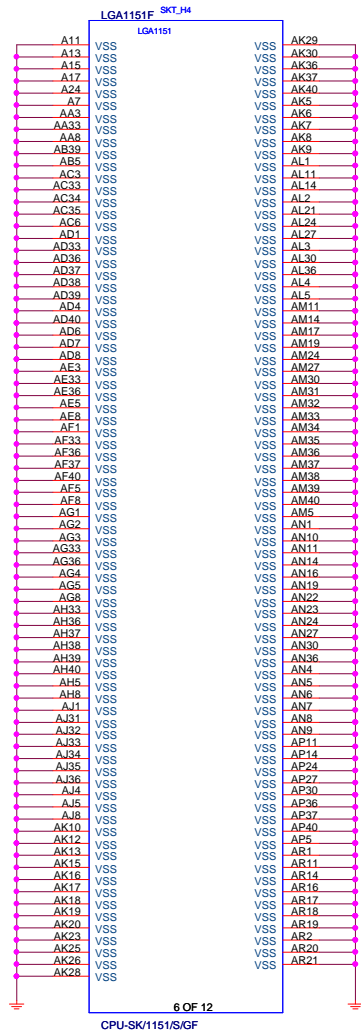 LGA1151F SKT_H4
LGA1151
A11 VSS VSS AK29
A13 VSS VSS AK30
A15 VSS VSS AK36
A17 VSS VSS AK37
A24 VSS VSS AK40
A7 VSS VSS AK5
AA3 VSS VSS AK6
AA33 VSS VSS AK7
AA8 VSS VSS AK8
AB39 VSS VSS AK9
AB5 VSS VSS AL1
AC3 VSS VSS AL11
AC33 VSS VSS AL14
AC34 VSS VSS AL2
AC35 VSS VSS AL21
AC6 VSS VSS AL24
AD1 VSS VSS AL27
AD33 VSS VSS AL3
AD36 VSS VSS AL30
AD37 VSS VSS AL36
AD38 VSS VSS AL4
AD39 VSS VSS AL5
AD4 VSS VSS AM11
AD40 VSS VSS AM14
AD6 VSS VSS AM17
AD7 VSS VSS AM19
AD8 VSS VSS AM24
AE3 VSS VSS AM27
AE33 VSS VSS AM30
AE36 VSS VSS AM31
AE5 VSS VSS AM32
AE8 VSS VSS AM33
AF1 VSS VSS AM34
AF33 VSS VSS AM35
AF36 VSS VSS AM36
AF37 VSS VSS AM37
AF40 VSS VSS AM38
AF5 VSS VSS AM39
AF8 VSS VSS AM40
AG1 VSS VSS AM5
AG2 VSS VSS AN1
AG3 VSS VSS AN10
AG33 VSS VSS AN11
AG36 VSS VSS AN14
AG4 VSS VSS AN16
AG5 VSS VSS AN19
AG8 VSS VSS AN22
AH33 VSS VSS AN23
AH36 VSS VSS AN24
AH37 VSS VSS AN27
AH38 VSS VSS AN30
AH39 VSS VSS AN36
AH40 VSS VSS AN4
AH5 VSS VSS AN5
AH8 VSS VSS AN6
AJ1 VSS VSS AN7
AJ31 VSS VSS AN8
AJ32 VSS VSS AN9
AJ33 VSS VSS AP11
AJ34 VSS VSS AP14
AJ35 VSS VSS AP24
AJ36 VSS VSS AP27
AJ4 VSS VSS AP30
AJ5 VSS VSS AP36
AJ8 VSS VSS AP37
AK10 VSS VSS AP40
AK12 VSS VSS AP5
AK13 VSS VSS AR1
AK15 VSS VSS AR11
AK16 VSS VSS AR14
AK17 VSS VSS AR16
AK18 VSS VSS AR17
AK19 VSS VSS AR18
AK20 VSS VSS AR19
AK23 VSS VSS AR2
AK25 VSS VSS AR20
AK26 VSS VSS AR21
AK28 VSS
6 OF 12
CPU-SK/1151/S/GF